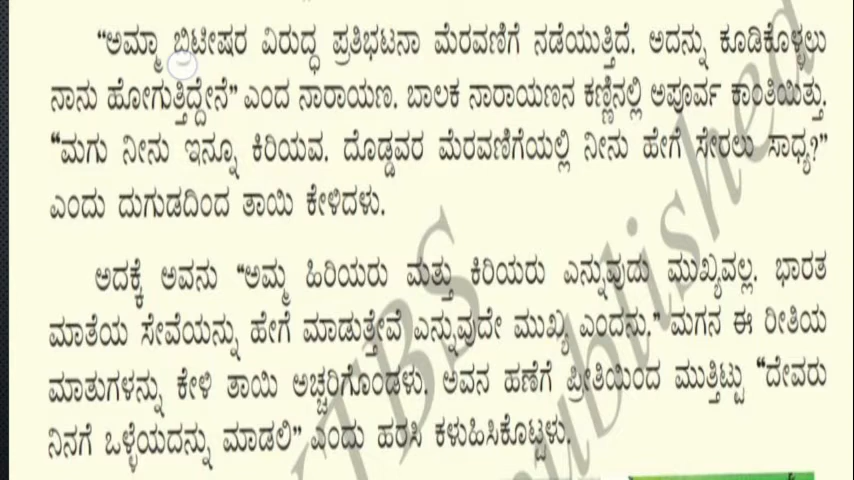 “ಅಮ್ಮಾ ಬ್ರಿಟೀಷರ ವಿರುದ್ಧ ಪ್ರತಿಭಟನಾ ಮೆರವಣಿಗೆ ನಡೆಯುತ್ತಿದೆ. ಅದನ್ನು ಕೂಡಿಕೊಳ್ಳಲು
ನಾನು ಹೋಗುತ್ತಿದ್ದೇನೆ” ಎಂದ ನಾರಾಯಣ. ಬಾಲಕ ನಾರಾಯಣನ ಕಣ್ಣಿನಲ್ಲಿ ಅಪೂರ್ವ ಕಾಂತಿಯಿತ್ತು.
“ಮಗು ನೀನು ಇನ್ನೂ ಕಿರಿಯವ. ದೊಡ್ಡವರ ಮೆರವಣಿಗೆಯಲ್ಲಿ ನೀನು ಹೇಗೆ ಸೇರಲು ಸಾಧ್ಯ?”
ಎಂದು ದುಗುಡದಿಂದ ತಾಯಿ ಕೇಳಿದಳು.
ಅದಕ್ಕೆ ಅವನು “ಅಮ್ಮ ಹಿರಿಯರು ಮತ್ತು ಕಿರಿಯರು ಎನ್ನುವುದು ಮುಖ್ಯವಲ್ಲ. ಭಾರತ
ಮಾತೆಯ ಸೇವೆಯನ್ನು ಹೇಗೆ ಮಾಡುತ್ತೇವೆ ಎನ್ನುವುದೇ ಮುಖ್ಯ ಎಂದನು.” ಮಗನ ಈ ರೀತಿಯ
ಮಾತುಗಳನ್ನು ಕೇಳಿ ತಾಯಿ ಅಚ್ಚರಿಗೊಂಡಳು. ಅವನ ಹಣೆಗೆ ಪ್ರೀತಿಯಿಂದ ಮುತ್ತಿಟ್ಟು “ದೇವರು
ನಿನಗೆ ಒಳ್ಳೆಯದನ್ನು ಮಾಡಲಿ” ಎಂದು ಹರಸಿ ಕಳುಹಿಸಿಕೊಟ್ಟಳು.
KTBS
published